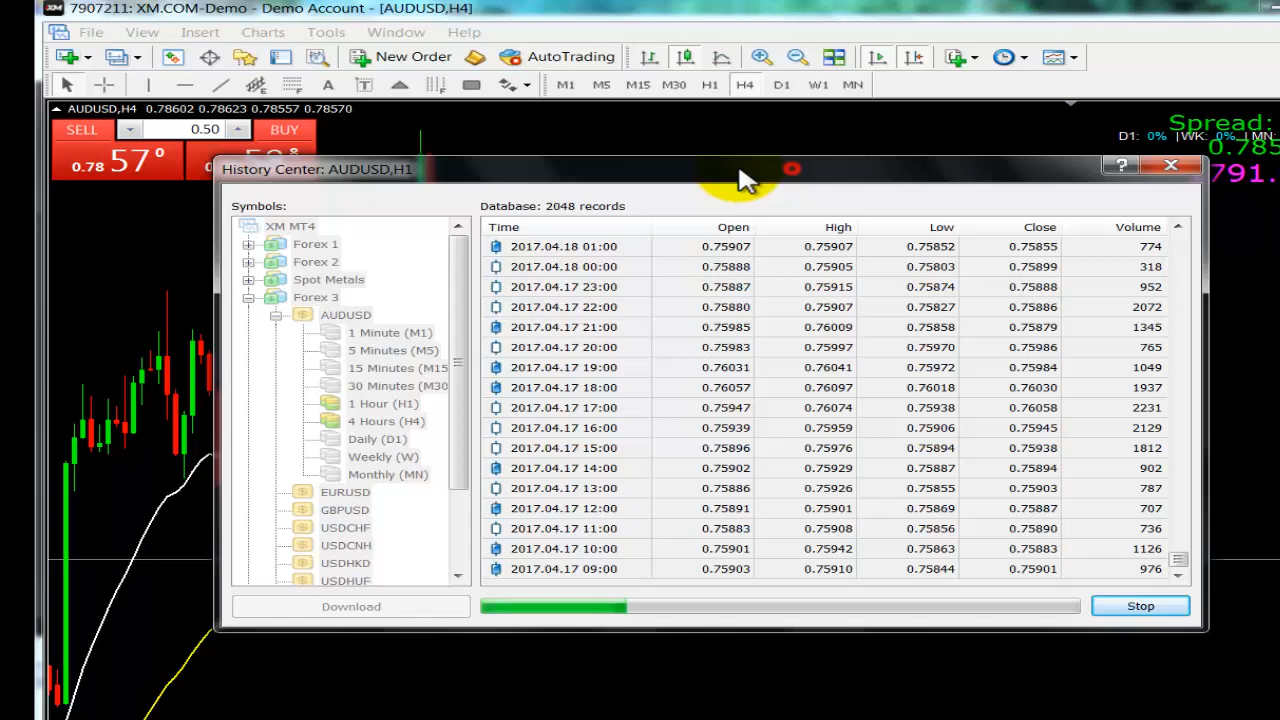 7907211: XM.COM-Demo - Demo Account - [AUDUSD,H4]
File View Insert Charts Tools Window Help
New Order AutoTrading
A T M1 M5 M15 M30 H1 H4 D1 W1 MN
AUDUSD,H4 0.78602 0.78623 0.78557 0.78570
Spread:
SELL 0.50 BUY
D1: 0% |WK: 0% |MN:
0.785
0.78 57 0
791.
History Center: AUDUSD,H1
Symbols:
Database: 2048 records
XM MT4
Forex 1
Forex 2
Spot Metals
Forex 3
AUDUSD
1 Minute (M1)
5 Minutes (M5)
15 Minutes (M15
30 Minutes (M30
1 Hour (H1)
4 Hours (H4)
Daily (D1)
Weekly (W)
Monthly (MN)
EURUSD
GBPUSD
USDCHF
USDCNH
USDHKD
USDHUF
Time Open High Low Close Volume
2017.04.18 01:00 0.75907 0.75907 0.75852 0.75855 774
2017.04.18 00:00 0.75888 0.75905 0.75803 0.75899 318
2017.04.17 23:00 0.75887 0.75915 0.75874 0.75888 952
2017.04.17 22:00 0.75880 0.75907 0.75827 0.75886 2072
2017.04.17 21:00 0.75985 0.76009 0.75858 0.75879 1345
2017.04.17 20:00 0.75983 0.75997 0.75970 0.75986 765
2017.04.17 19:00 0.76031 0.76041 0.75972 0.75984 1049
2017.04.17 18:00 0.76057 0.76097 0.76018 0.76030 1937
2017.04.17 17:00 0.75947 0.76074 0.75938 0.76058 2231
2017.04.17 16:00 0.75939 0.75959 0.75906 0.75945 2129
2017.04.17 15:00 0.75896 0.75976 0.75894 0.75938 1812
2017.04.17 14:00 0.75902 0.75929 0.75887 0.75894 902
2017.04.17 13:00 0.75886 0.75926 0.75855 0.75903 787
2017.04.17 12:00 0.75891 0.75901 0.75869 0.75887 707
2017.04.17 11:00 0.75883 0.75908 0.75856 0.75890 736
2017.04.17 10:00 0.75901 0.75942 0.75863 0.75883 1126
2017.04.17 09:00 0.75903 0.75910 0.75844 0.75901 976
Download
Stop